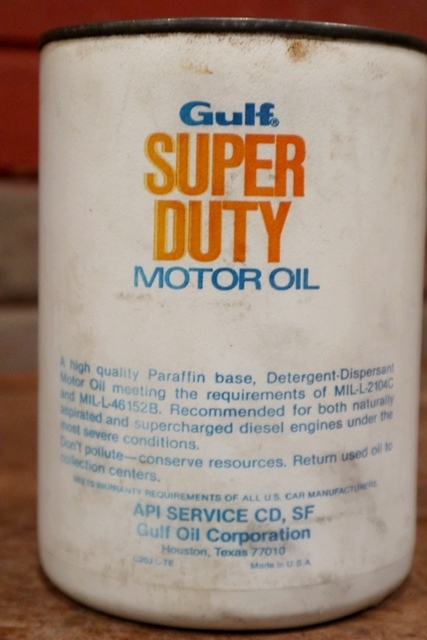 Gulf®
SUPER
DUTY
MOTOR OIL
A high quality Paraffin base, Detergent-Dispersant
Motor Oil meeting the requirements of MIL-L-2104C
and MIL-L-46152B. Recommended for both naturally
aspirated and supercharged diesel engines under the
most severe conditions.
Don't pollute—conserve resources. Return used oil to
collection centers.
MEETS WARRANTY REQUIREMENTS OF ALL U.S. CAR MANUFACTURERS.
API SERVICE CD, SF
Gulf Oil Corporation
Houston, Texas 77010
Made in U.S.A.